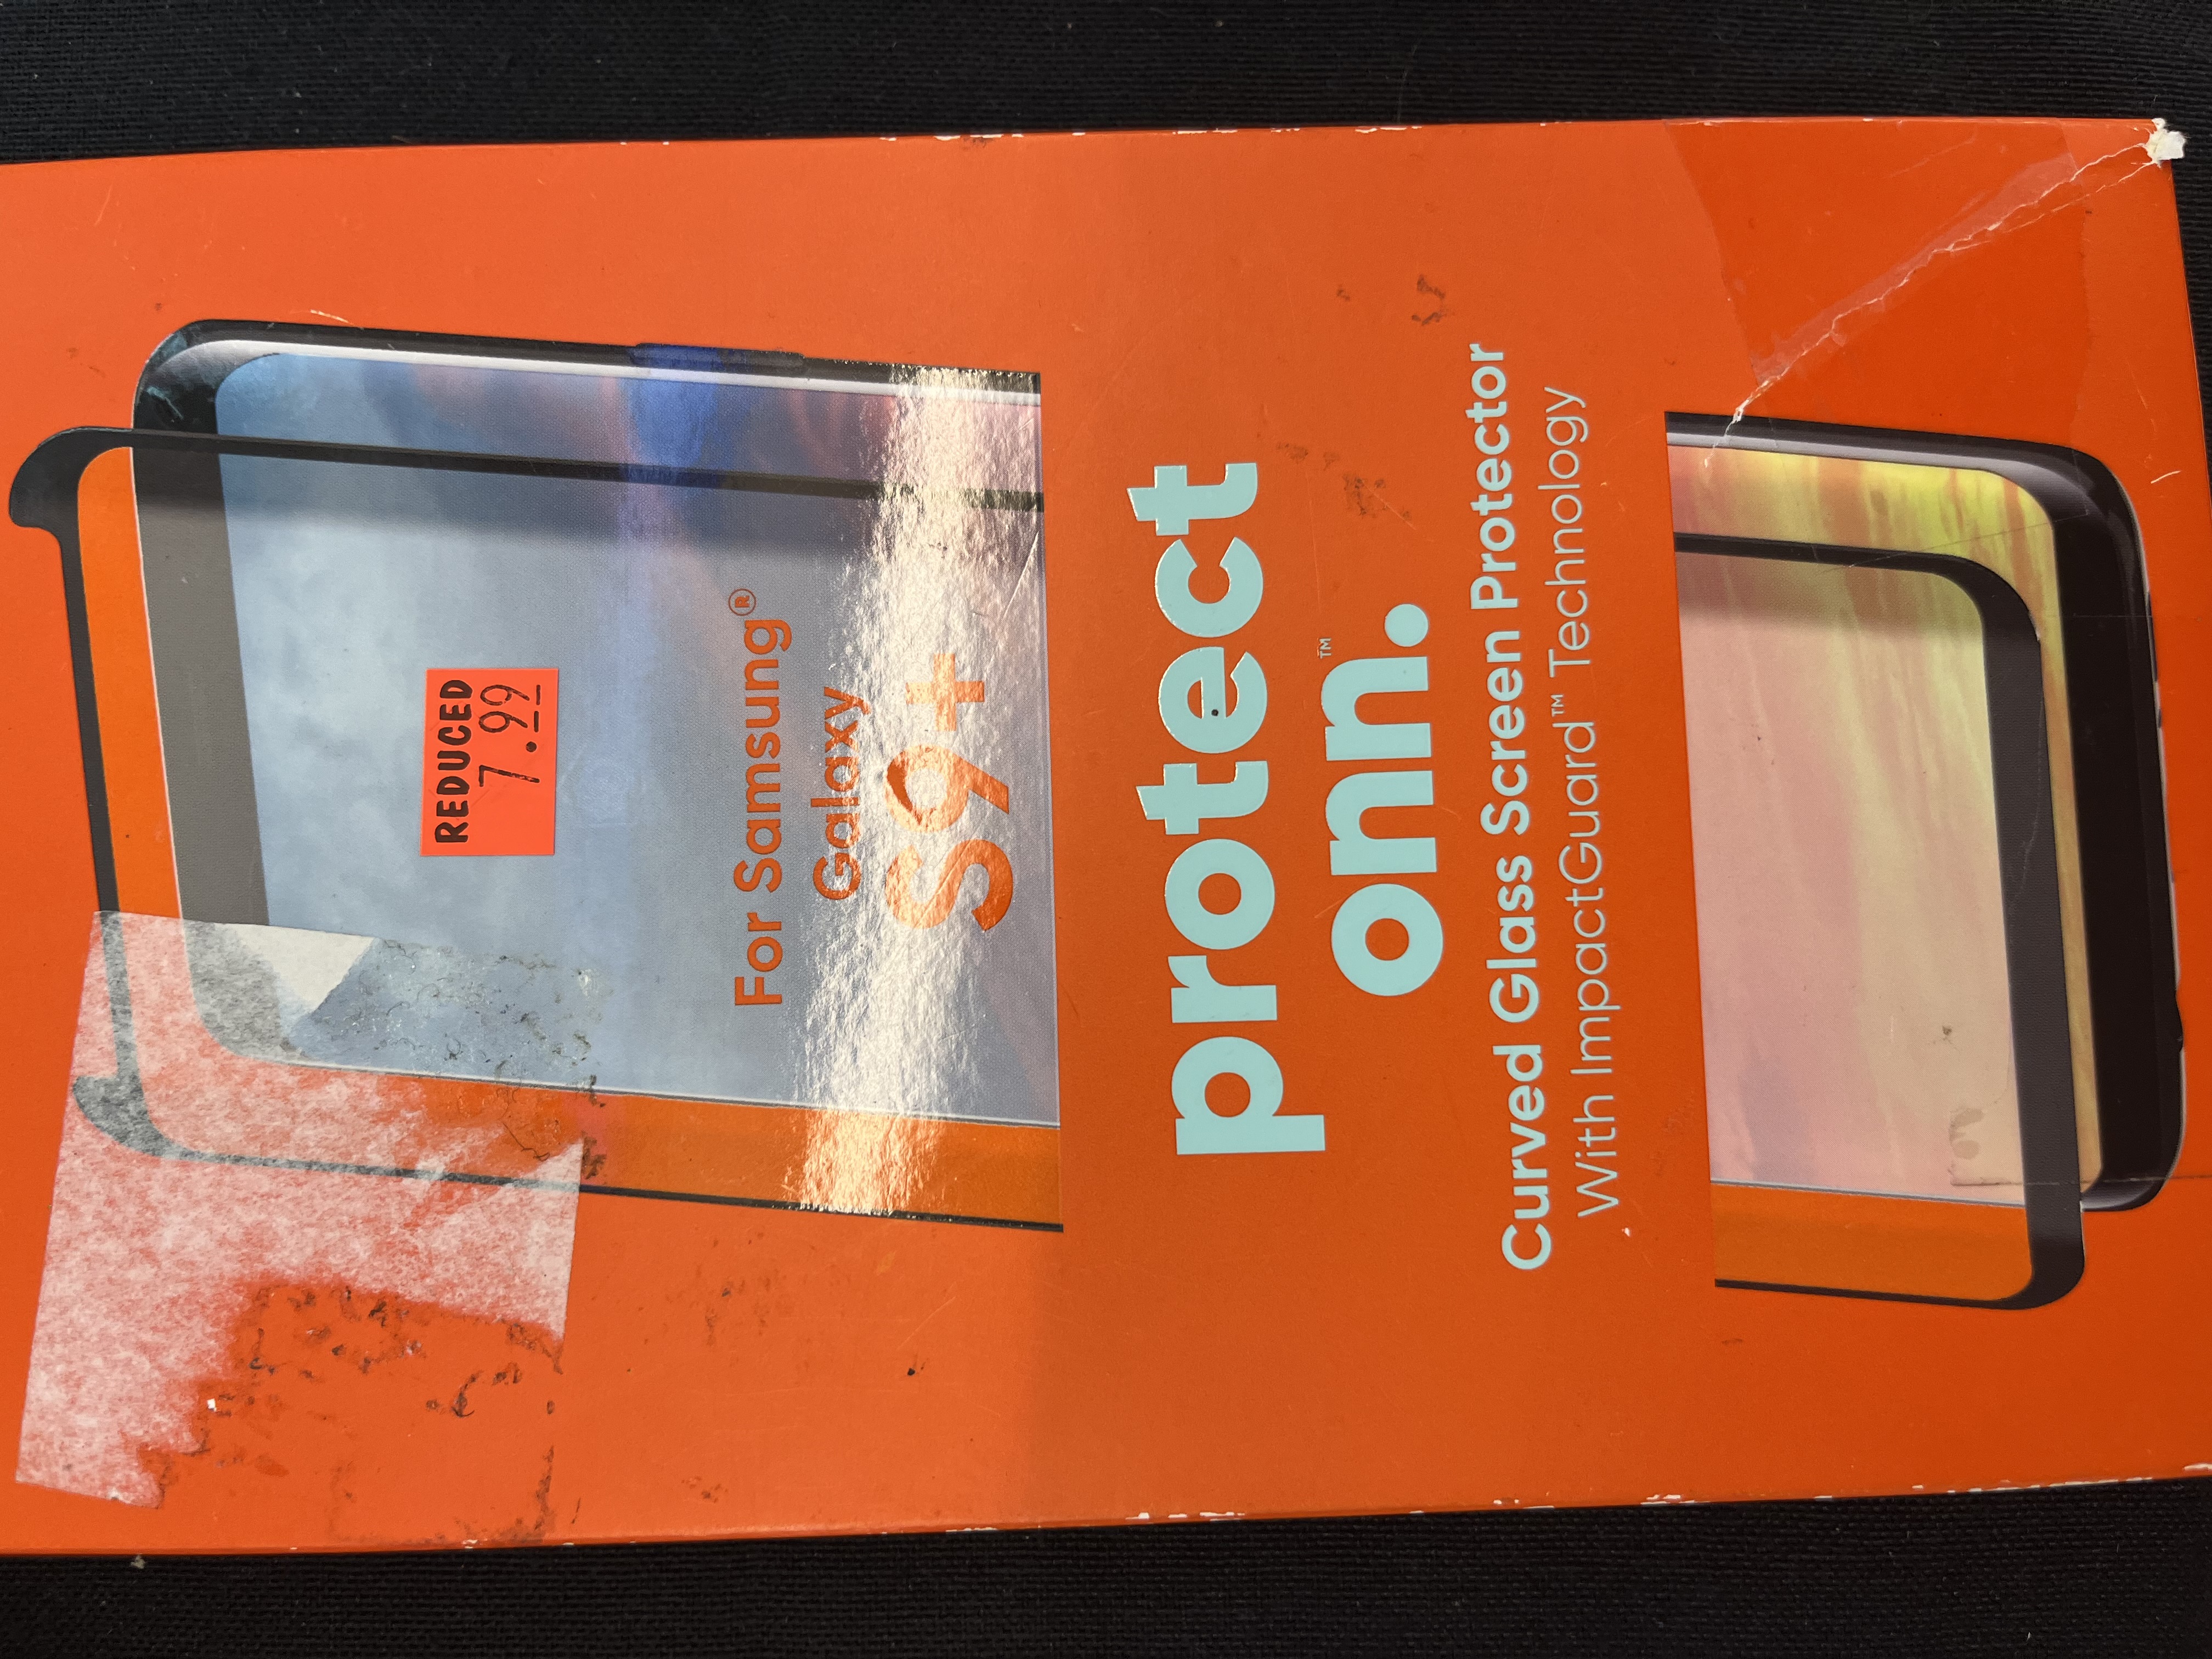 REDUCED
7.99
For Samsung®
Galaxy
S9+
protect
onn.™
Curved Glass Screen Protector
With ImpactGuard™ Technology